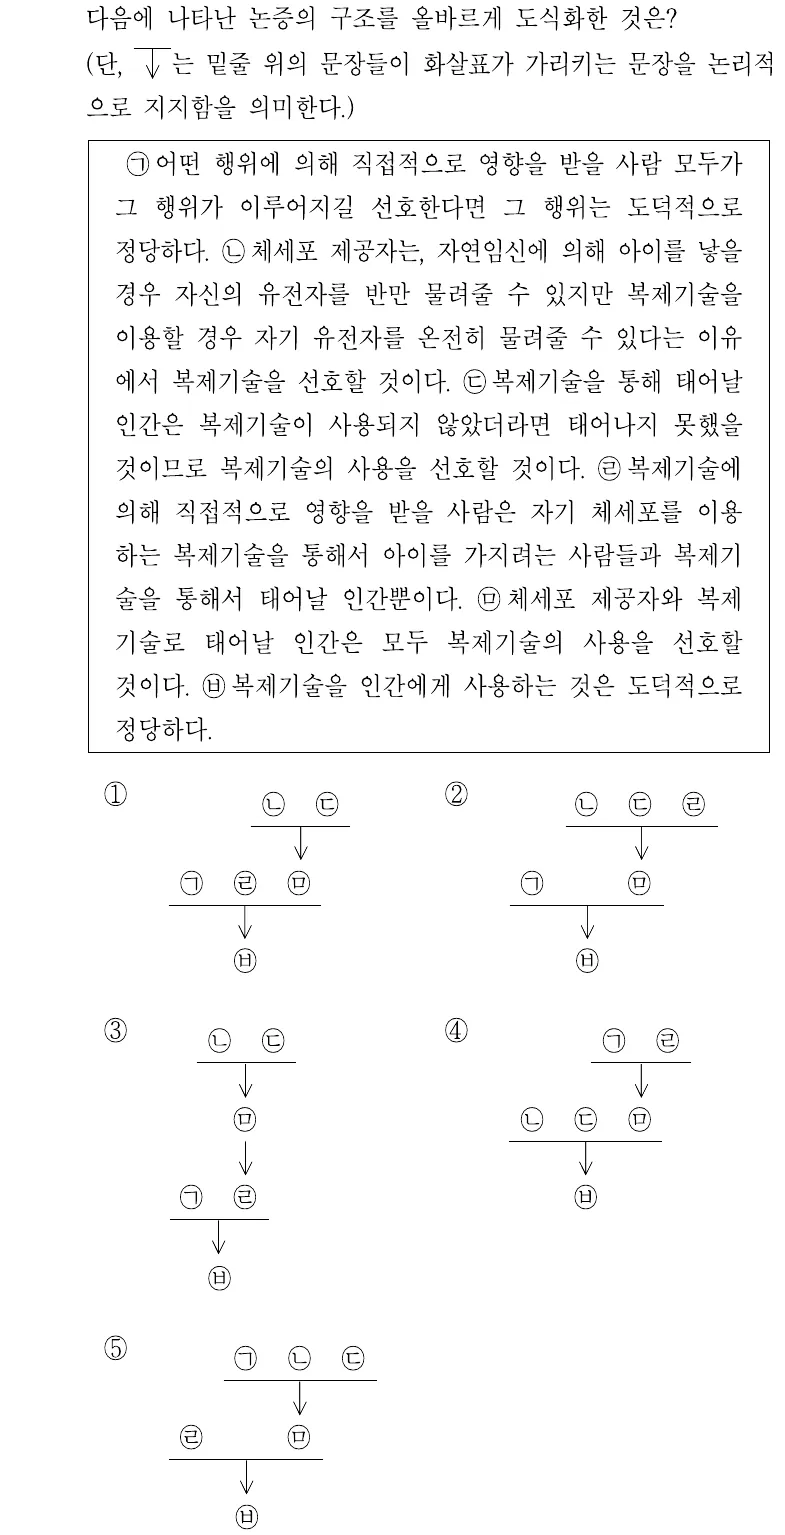 다음에 나타난 논증의 구조를 올바르게 도식화한 것은?
(단, 는 밑줄 위의 문장들이 화살표가 가리키는 문장을 논리적
으로 지지함을 의미한다.)
㉠어떤 행위에 의해 직접적으로 영향을 받을 사람 모두가
그 행위가 이루어지길 선호한다면 그 행위는 도덕적으로
정당하다. ㉡체세포 제공자는, 자연임신에 의해 아이를 낳을
경우 자신의 유전자를 반만 물려줄 수 있지만 복제기술을
이용할 경우 자기 유전자를 온전히 물려줄 수 있다는 이유
에서 복제기술을 선호할 것이다. ㉢복제기술을 통해 태어날
인간은 복제기술이 사용되지 않았더라면 태어나지 못했을
것이므로 복제기술의 사용을 선호할 것이다. ㉣복제기술에
의해 직접적으로 영향을 받을 사람은 자기 체세포를 이용
하는 복제기술을 통해서 아이를 가지려는 사람들과 복제기
술을 통해서 태어날 인간뿐이다. ㉤체세포 제공자와 복제
기술로 태어날 인간은 모두 복제기술의 사용을 선호할
것이다. ㉥복제기술을 인간에게 사용하는 것은 도덕적으로
정당하다.
①
㉡ ㉢
㉠ ㉣ ㉤
㉥
②
㉡ ㉢ ㉣
㉠ ㉤
㉥
③
㉡ ㉢
㉤
㉠ ㉣
㉥
④
㉠ ㉣
㉡ ㉢ ㉤
㉥
⑤
㉠ ㉡ ㉢
㉣ ㉤
㉥